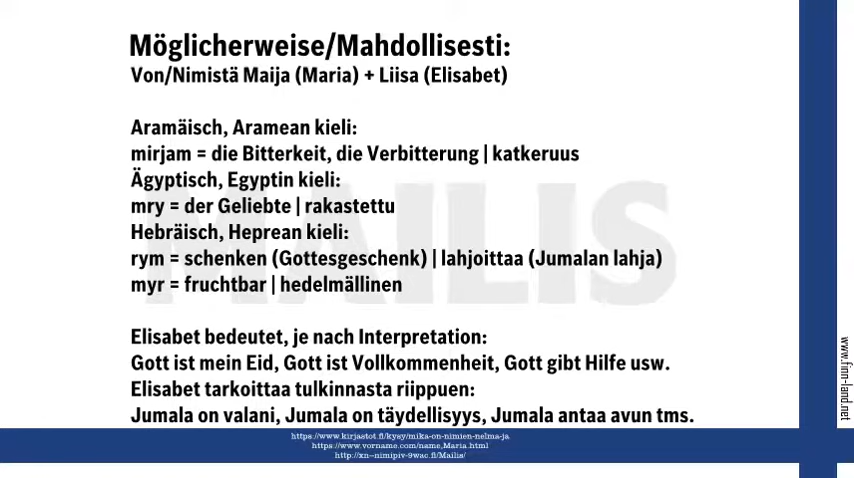 Möglicherweise/Mahdollisesti:
Von/Nimistä Maija (Maria) + Liisa (Elisabet)
Aramäisch, Aramean kieli:
mirjam = die Bitterkeit, die Verbitterung | katkeruus
Ägyptisch, Egyptin kieli:
mry = der Geliebte | rakastettu
Hebräisch, Heprean kieli:
rym = schenken (Gottesgeschenk) | lahjoittaa (Jumalan lahja)
myr = fruchtbar | hedelmällinen
MAILIS
Elisabet bedeutet, je nach Interpretation:
Gott ist mein Eid, Gott ist Vollkommenheit, Gott gibt Hilfe usw.
Elisabet tarkoittaa tulkinnasta riippuen:
Jumala on valani, Jumala on täydellisyys, Jumala antaa avun tms.
https://www.kirjastot.fi/kysy/mika-on-nimien-nelma-ja
https://www.vorname.com/name,Maria.html
http://xn--nimipiv-9wac.fi/Mailis/
www.finn-land.net